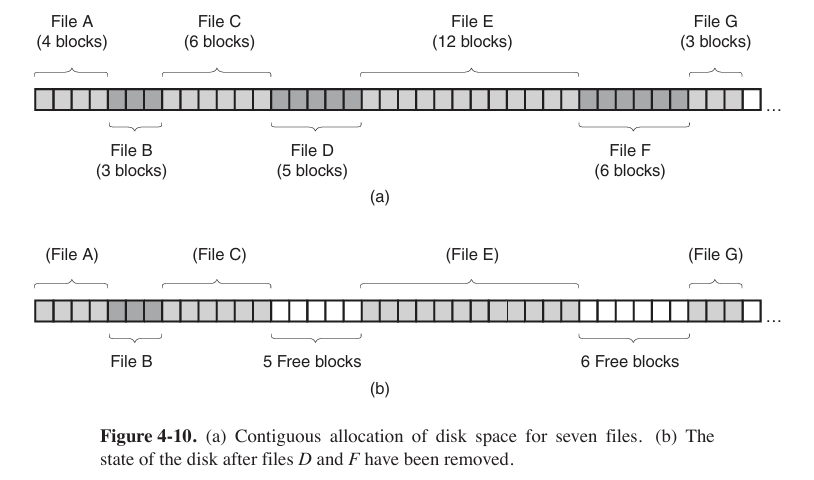 File A
(4 blocks)
File C
(6 blocks)
File E
(12 blocks)
File G
(3 blocks)
...
File B
(3 blocks)
File D
(5 blocks)
File F
(6 blocks)
(a)
(File A)
(File C)
(File E)
(File G)
...
File B
5 Free blocks
6 Free blocks
(b)
Figure 4-10. (a) Contiguous allocation of disk space for seven files. (b) The
state of the disk after files D and F have been removed.